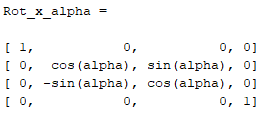 Rot_x_alpha =
[ 1, 0, 0, 0]
[ 0, cos(alpha), sin(alpha), 0]
[ 0, -sin(alpha), cos(alpha), 0]
[ 0, 0, 0, 1]